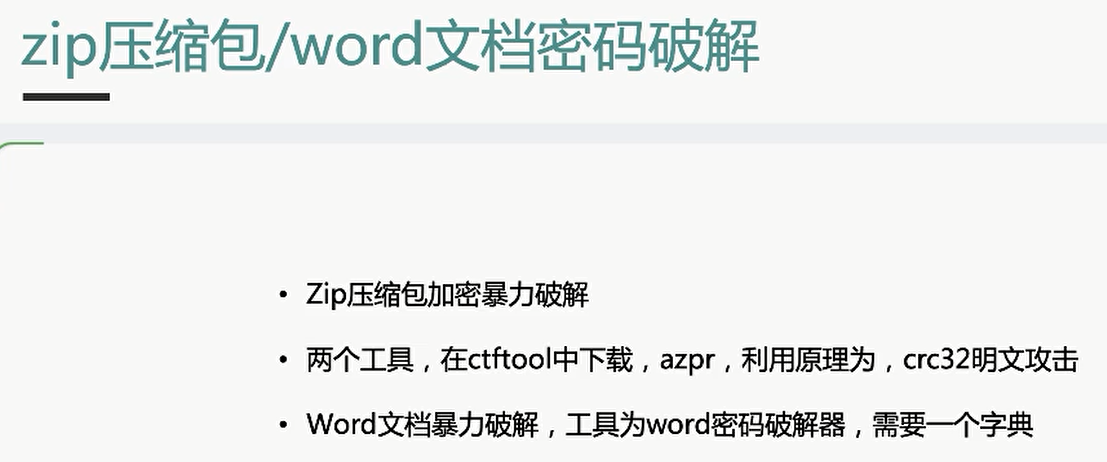 zip压缩包/word文档密码破解
• Zip压缩包加密暴力破解
• 两个工具，在ctftool中下载，azpr，利用原理为，crc32明文攻击
• Word文档暴力破解，工具为word密码破解器，需要一个字典